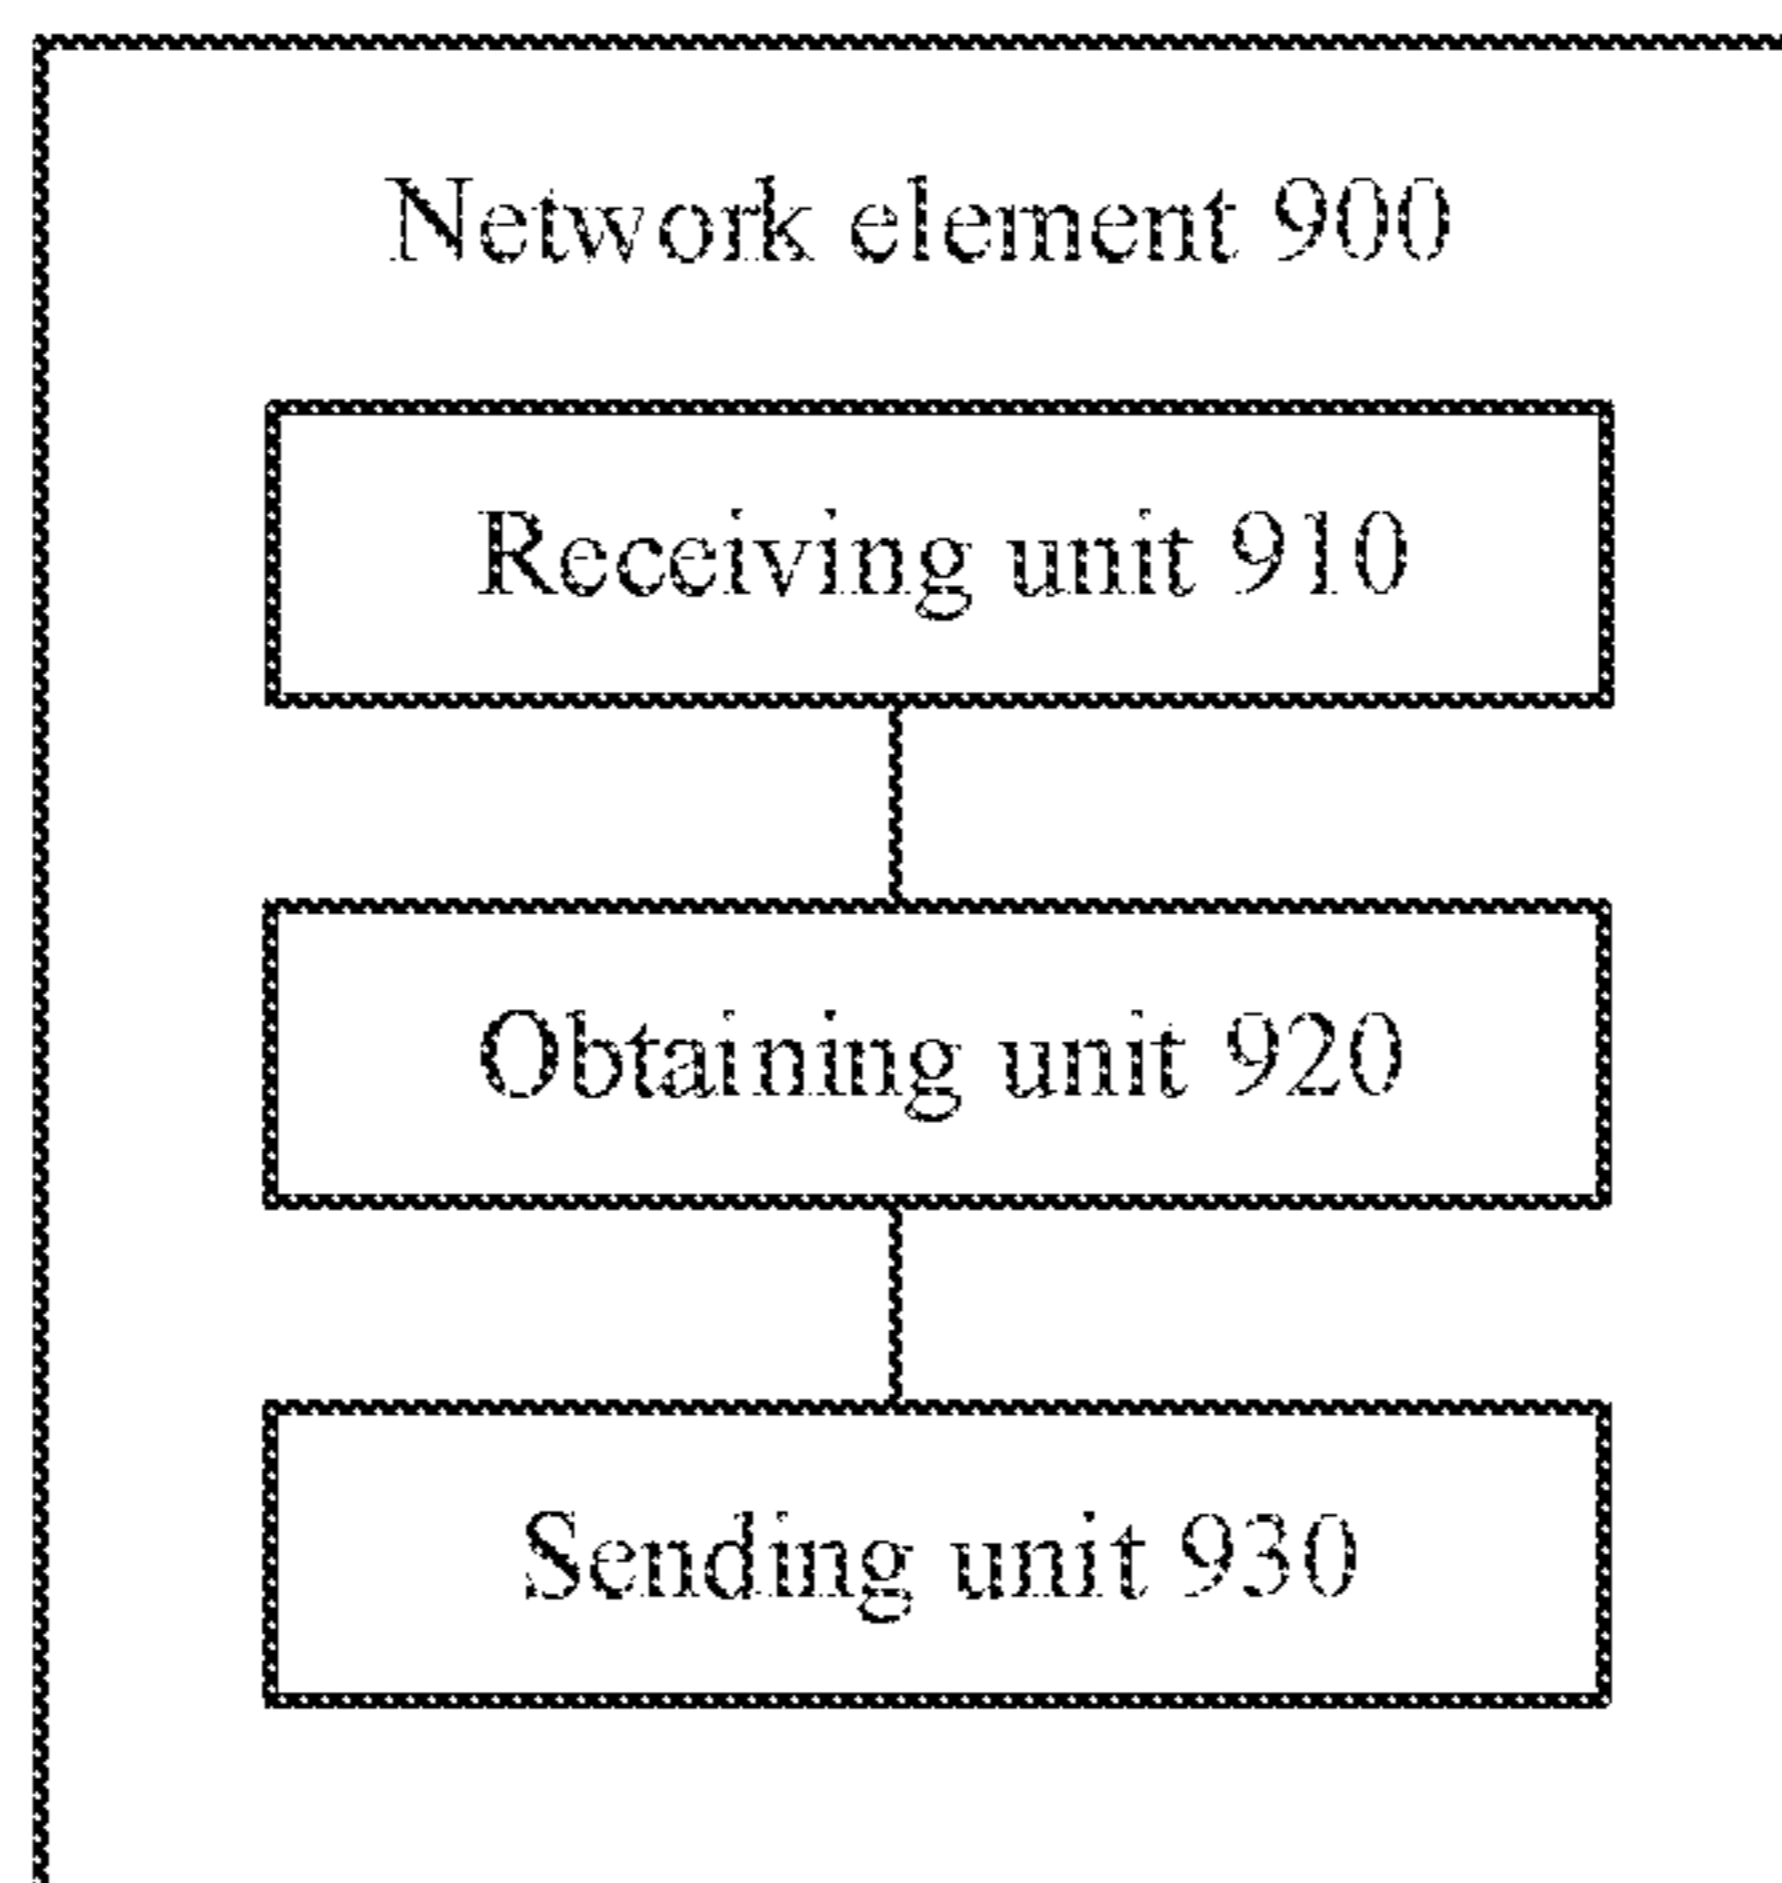 Network element 900
Receiving unit 910
Obtaining unit 920
Sending unit 930